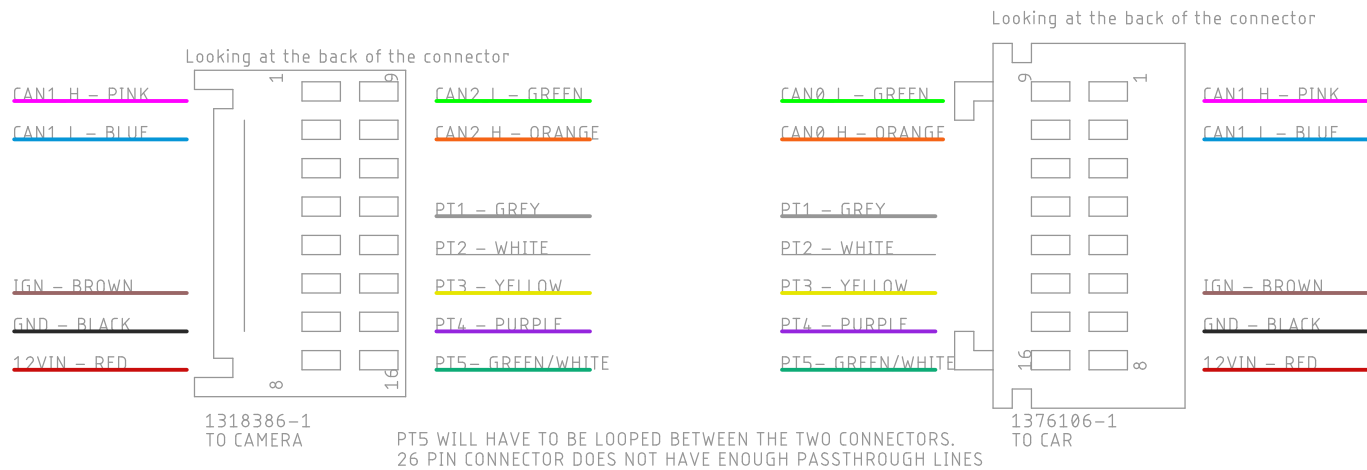 Looking at the back of the connector
CAN1 H – PINK
CAN1 L – BLUE
IGN – BROWN
GND – BLACK
12VIN – RED
1
9
8
16
CAN2 L – GREEN
CAN2 H – ORANGE
PT1 – GREY
PT2 – WHITE
PT3 – YELLOW
PT4 – PURPLE
PT5– GREEN/WHITE
1318386–1
TO CAMERA
Looking at the back of the connector
CAN0 L – GREEN
CAN0 H – ORANGE
PT1 – GREY
PT2 – WHITE
PT3 – YELLOW
PT4 – PURPLE
PT5– GREEN/WHITE
9
1
16
8
CAN1 H – PINK
CAN1 L – BLUE
IGN – BROWN
GND – BLACK
12VIN – RED
1376106–1
TO CAR
PT5 WILL HAVE TO BE LOOPED BETWEEN THE TWO CONNECTORS.
26 PIN CONNECTOR DOES NOT HAVE ENOUGH PASSTHROUGH LINES